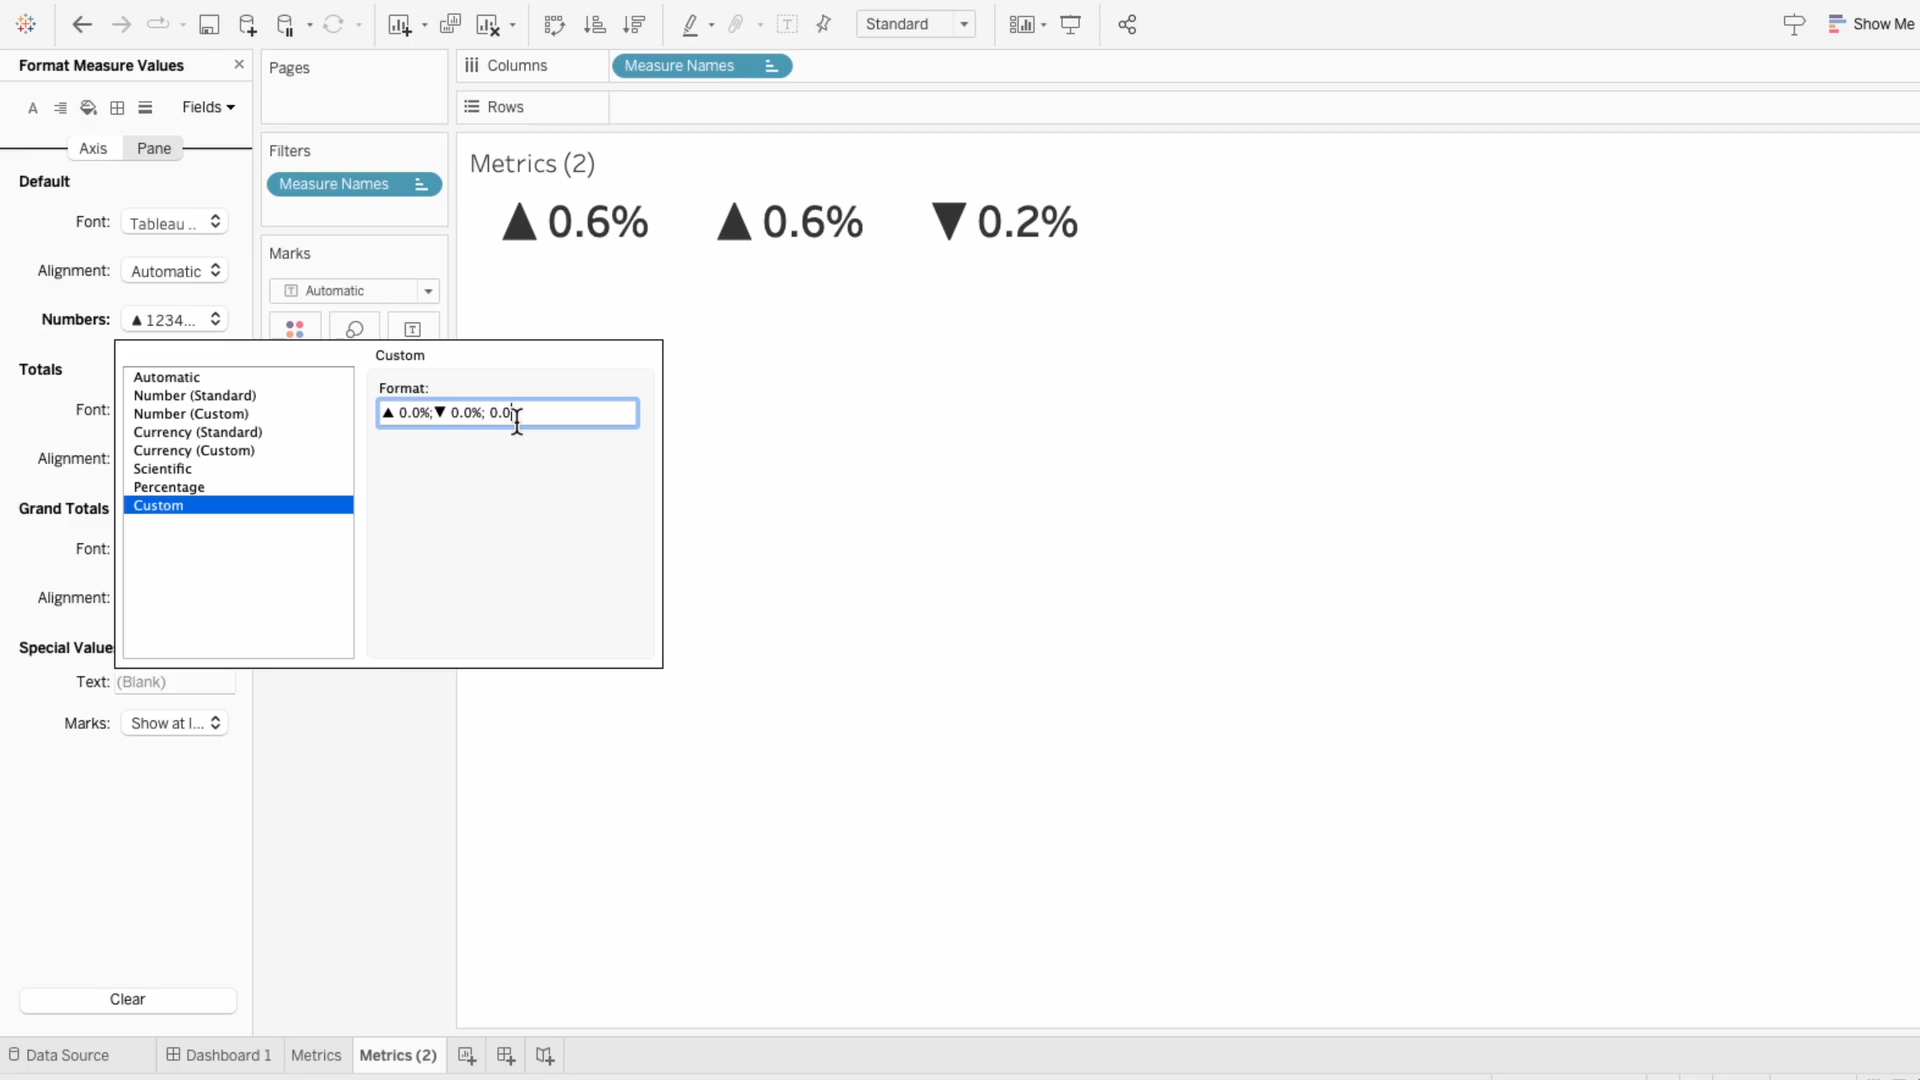 Standard
Show Me
Format Measure Values
Fields
Axis
Pane
Default
Font: Tableau ..
Alignment: Automatic
Numbers: ▲ 1234...
Totals
Font:
Alignment:
Grand Totals
Font:
Alignment:
Special Value
Text: (Blank)
Marks: Show at l...
Clear
Pages
Filters
Measure Names
Marks
Automatic
Columns
Measure Names
Rows
Metrics (2)
▲ 0.6% ▲ 0.6% ▼ 0.2%
Automatic
Number (Standard)
Number (Custom)
Currency (Standard)
Currency (Custom)
Scientific
Percentage
Custom
Custom
Format:
▲ 0.0%;▼ 0.0%; 0.0
Data Source
Dashboard 1
Metrics
Metrics (2)